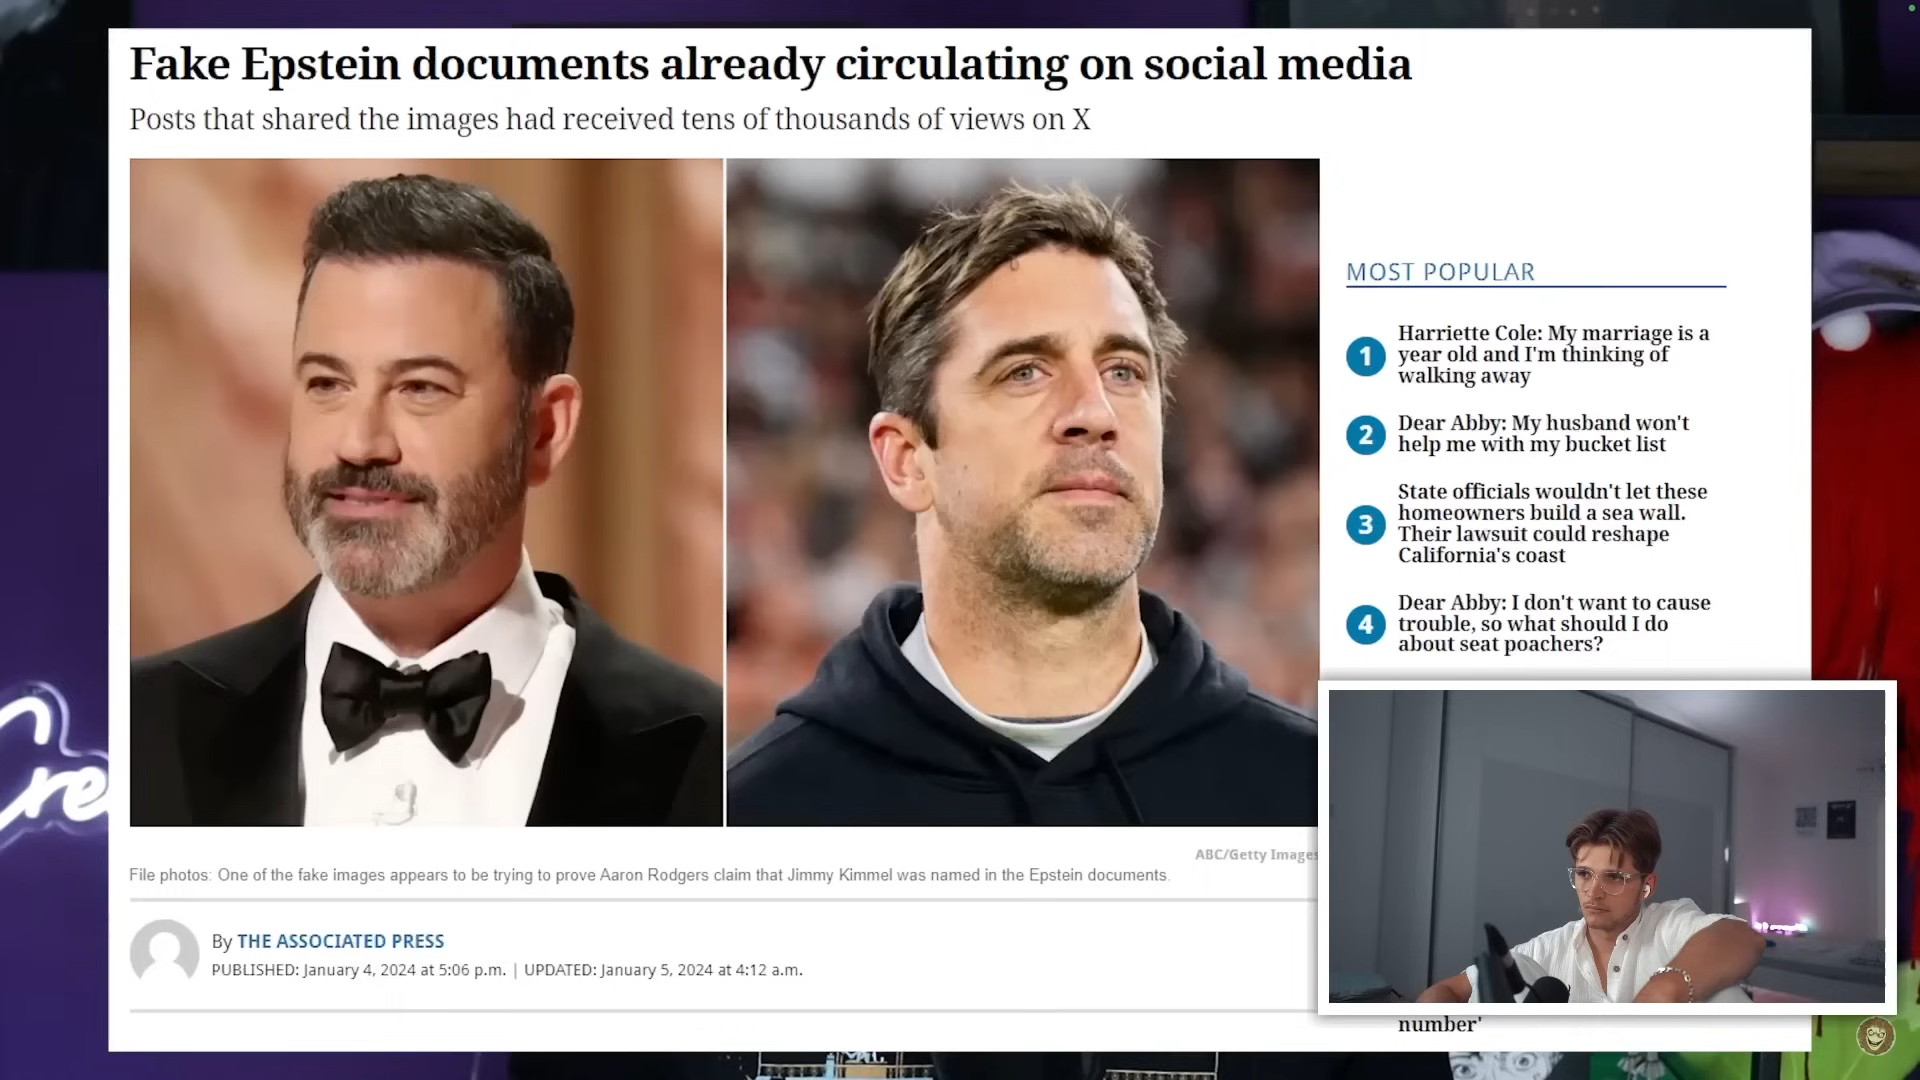 Fake Epstein documents already circulating on social media
Posts that shared the images had received tens of thousands of views on X
MOST POPULAR
1
Harriette Cole: My marriage is a
year old and I'm thinking of
walking away
2
Dear Abby: My husband won't
help me with my bucket list
3
State officials wouldn't let these
homeowners build a sea wall.
Their lawsuit could reshape
California's coast
4
Dear Abby: I don't want to cause
trouble, so what should I do
about seat poachers?
number'
ABC/Getty Images
File photos: One of the fake images appears to be trying to prove Aaron Rodgers claim that Jimmy Kimmel was named in the Epstein documents.
By THE ASSOCIATED PRESS
PUBLISHED: January 4, 2024 at 5:06 p.m. | UPDATED: January 5, 2024 at 4:12 a.m.
Cre